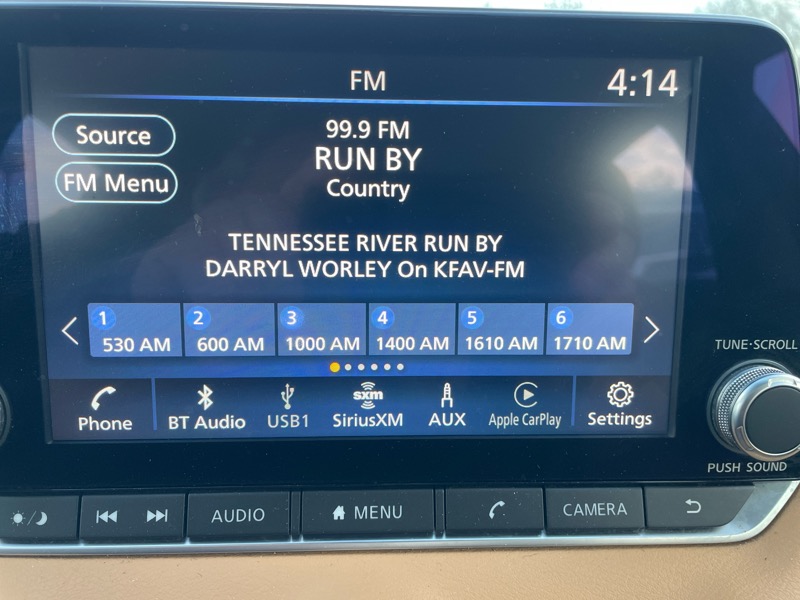 FM
4:14
Source
99.9 FM
RUN BY
FM Menu
Country
TENNESSEE RIVER RUN BY
DARRYL WORLEY On KFAV-FM
1 2 3 4 5 6
530 AM 600 AM 1000 AM 1400 AM 1610 AM 1710 AM
TUNE·SCROLL
sxm
Phone BT Audio USB1 SiriusXM AUX Apple CarPlay Settings
PUSH SOUND
AUDIO MENU CAMERA